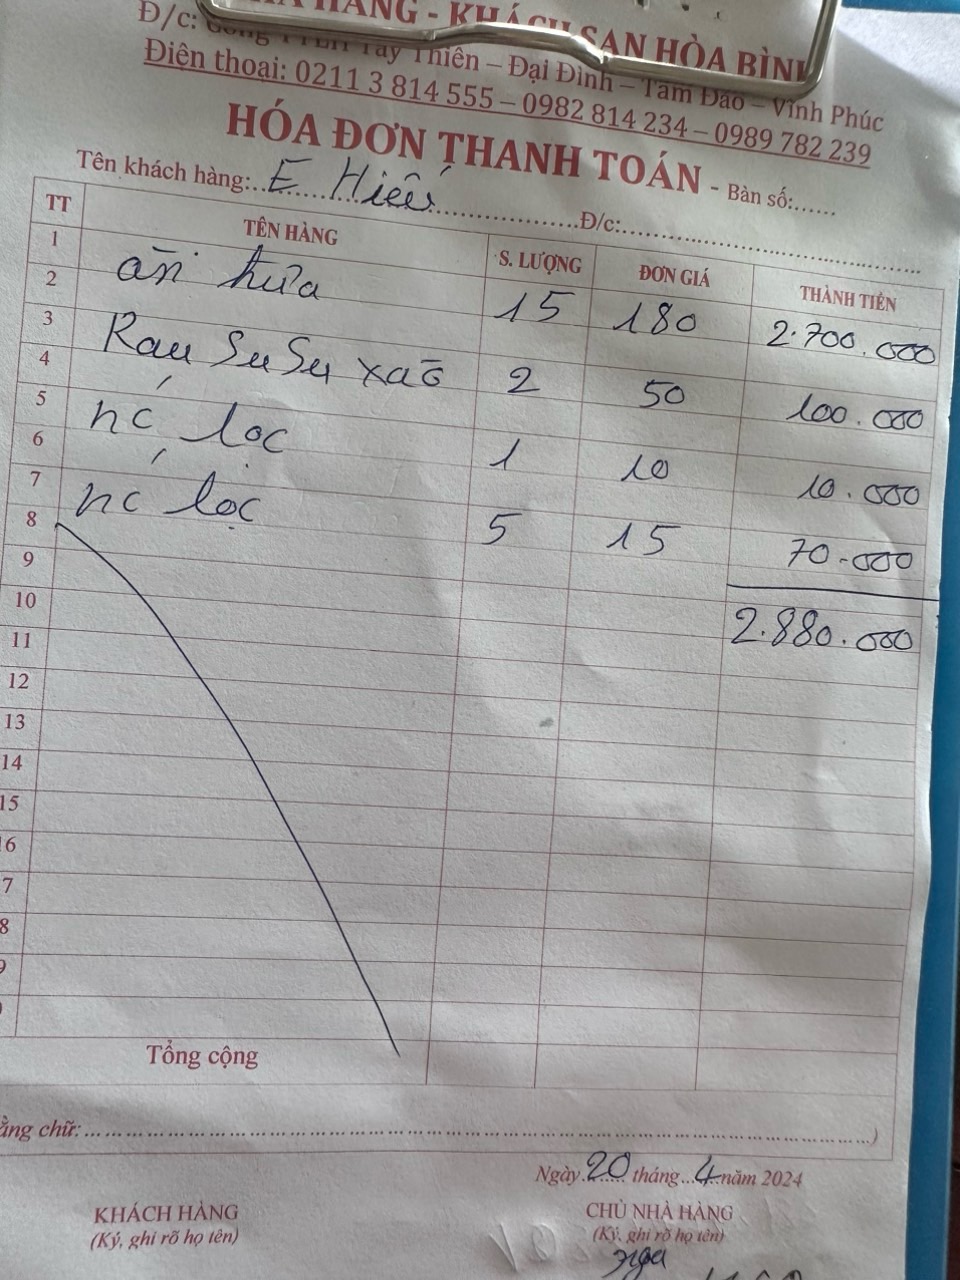 HÀNG - KHÁCH SẠN HÒA BÌNH
Đ/c: Cổng Tây Thiên – Đại Đình – Tam Đảo – Vĩnh Phúc
Điện thoại: 0211 3 814 555 – 0982 814 234 – 0989 782 239
HÓA ĐƠN THANH TOÁN - Bàn số:......
Tên khách hàng: E Hiếu Đ/c:
TT TÊN HÀNG S. LƯỢNG ĐƠN GIÁ THÀNH TIỀN
1
ăn trưa 15 180 2.700.000
2
3
Rau Su Su xào 2 50 100.000
4
5
nć lọc 1 10 10.000
6
7
nć lọc 5 15 70.000
8
9
2.880.000
10
11
12
13
14
15
6
7
8
9
Tổng cộng
ằng chữ: )
Ngày 20 tháng 4 năm 2024
KHÁCH HÀNG CHỦ NHÀ HÀNG
(Ký, ghi rõ họ tên) (Ký, ghi rõ họ tên)
nga